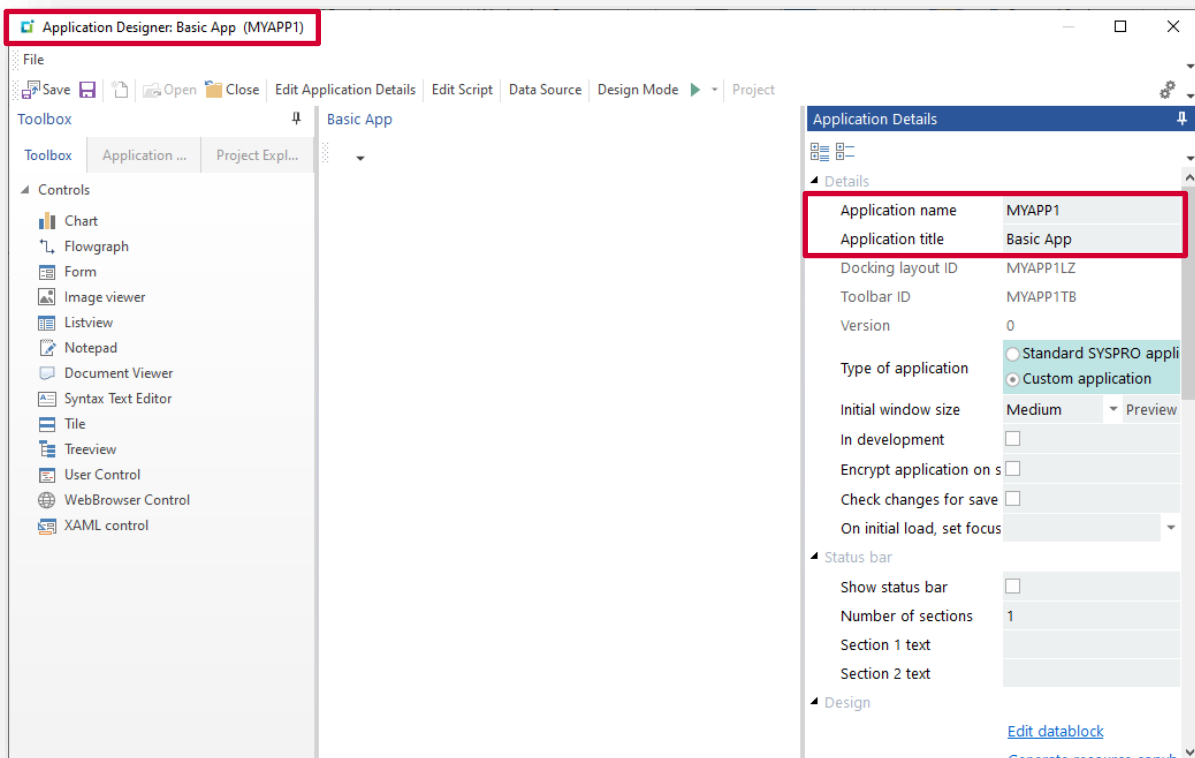 Application Designer: Basic App (MYAPP1)
File
Save Open Close Edit Application Details Edit Script Data Source Design Mode Project
Toolbox
Toolbox Application ... Project Expl...
Controls
Chart
Flowgraph
Form
Image viewer
Listview
Notepad
Document Viewer
Syntax Text Editor
Tile
Treeview
User Control
WebBrowser Control
XAML control
Basic App
Application Details
Details
Application name MYAPP1
Application title Basic App
Docking layout ID MYAPP1LZ
Toolbar ID MYAPP1TB
Version 0
Type of application
Standard SYSPRO appli
Custom application
Initial window size Medium Preview
In development
Encrypt application on s
Check changes for save
On initial load, set focus
Status bar
Show status bar
Number of sections 1
Section 1 text
Section 2 text
Design
Edit datablock